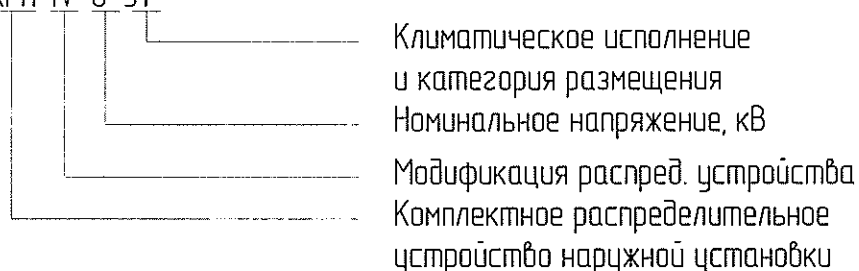 Климатическое исполнение
и категория размещения
Номинальное напряжение, кВ
Модификация распред. устройства
Комплектное распределительное
устройство наружной установки